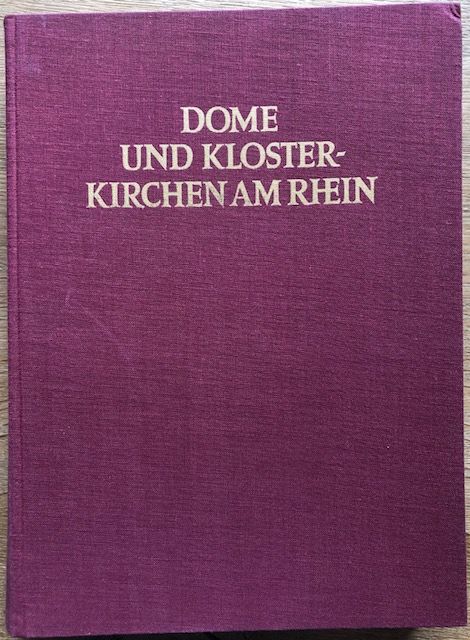 DOME
UND KLOSTER-
KIRCHEN AM RHEIN